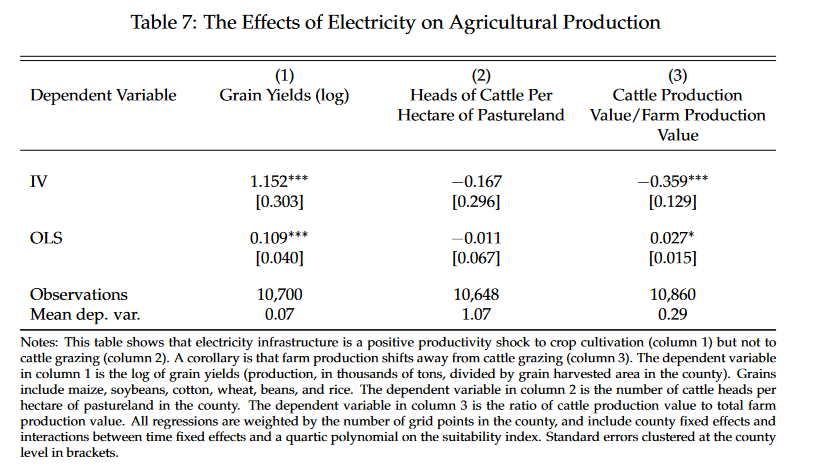 Table 7: The Effects of Electricity on Agricultural Production
(1) (2) (3)
Dependent Variable Grain Yields (log) Heads of Cattle Per Cattle Production
Hectare of Pastureland Value/Farm Production
Value
IV 1.152*** −0.167 −0.359***
[0.303] [0.296] [0.129]
OLS 0.109*** −0.011 0.027*
[0.040] [0.067] [0.015]
Observations 10,700 10,648 10,860
Mean dep. var. 0.07 1.07 0.29
Notes: This table shows that electricity infrastructure is a positive productivity shock to crop cultivation (column 1) but not to
cattle grazing (column 2). A corollary is that farm production shifts away from cattle grazing (column 3). The dependent variable
in column 1 is the log of grain yields (production, in thousands of tons, divided by grain harvested area in the county). Grains
include maize, soybeans, cotton, wheat, beans, and rice. The dependent variable in column 2 is the number of cattle heads per
hectare of pastureland in the county. The dependent variable in column 3 is the ratio of cattle production value to total farm
production value. All regressions are weighted by the number of grid points in the county, and include county fixed effects and
interactions between time fixed effects and a quartic polynomial on the suitability index. Standard errors clustered at the county
level in brackets.